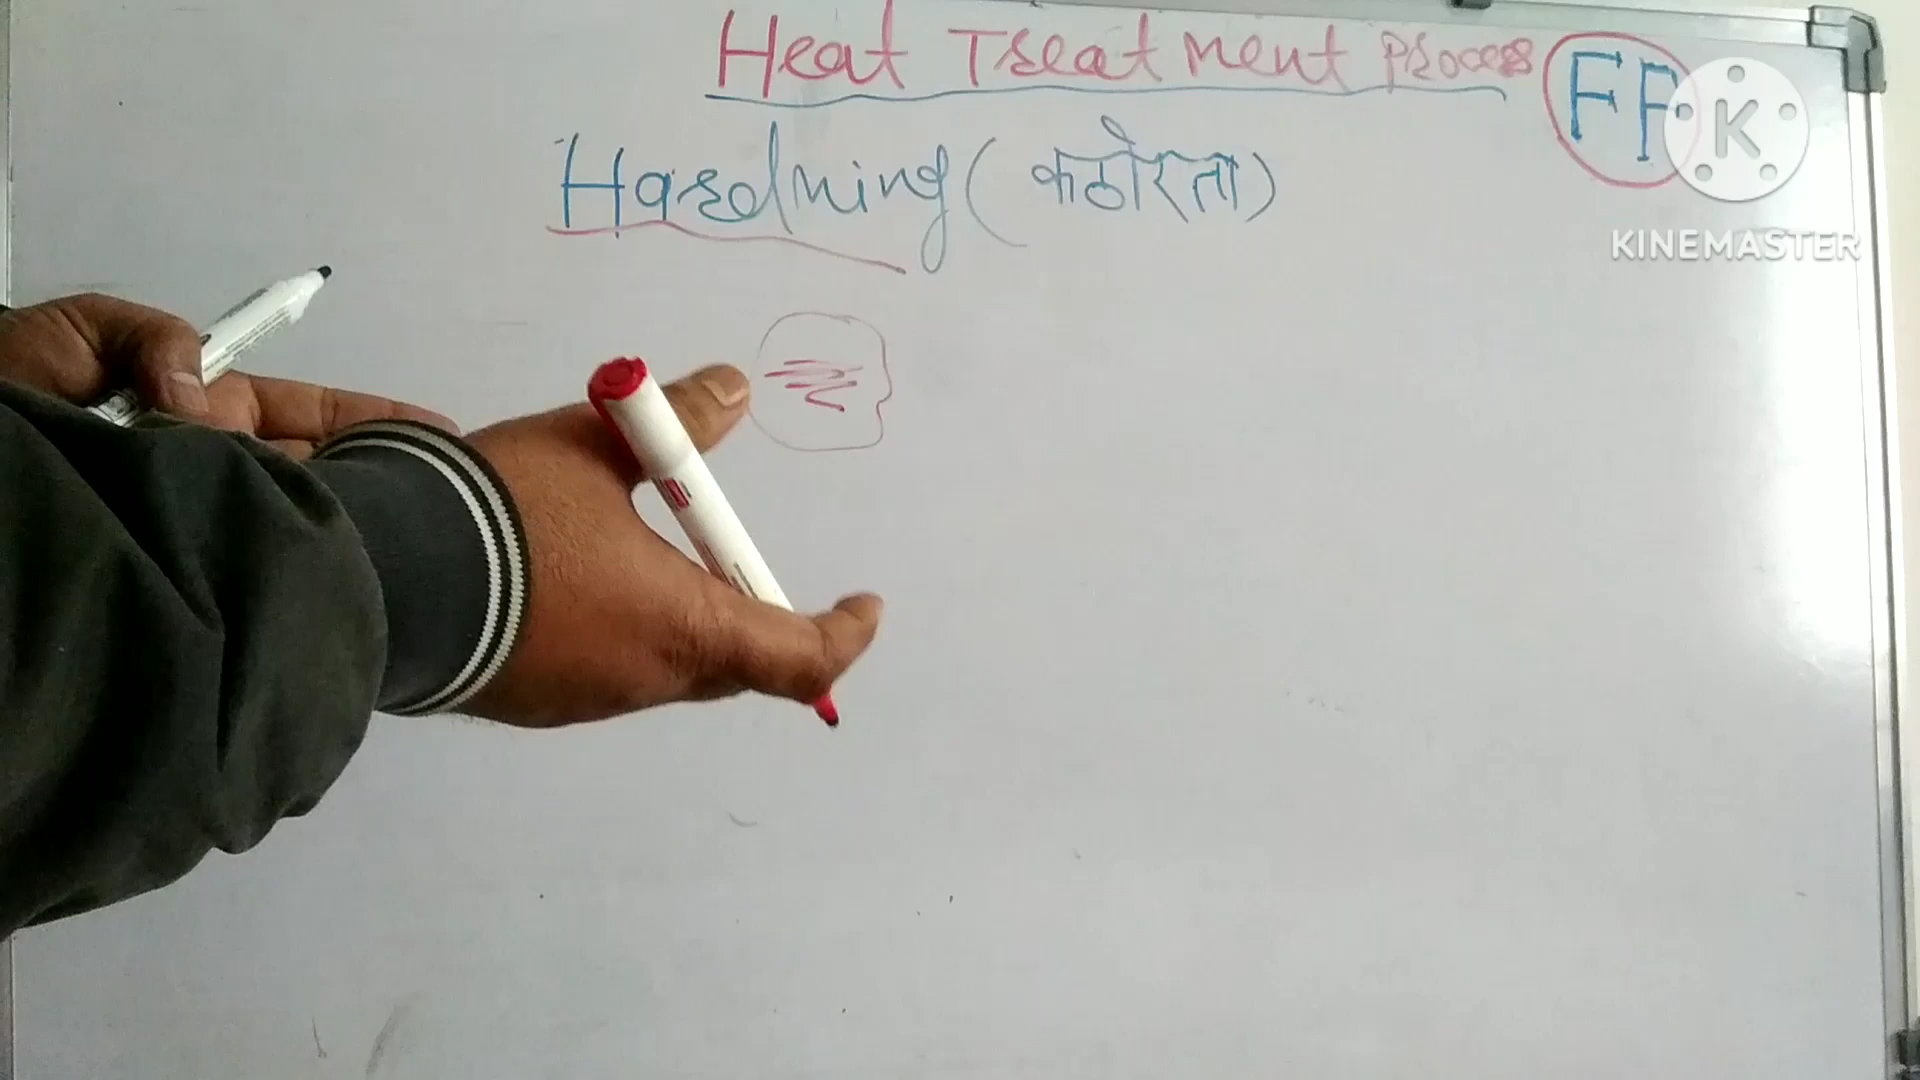 Heat Treatment Process
FF
K
KINEMASTER
Hardning (कठोरता)